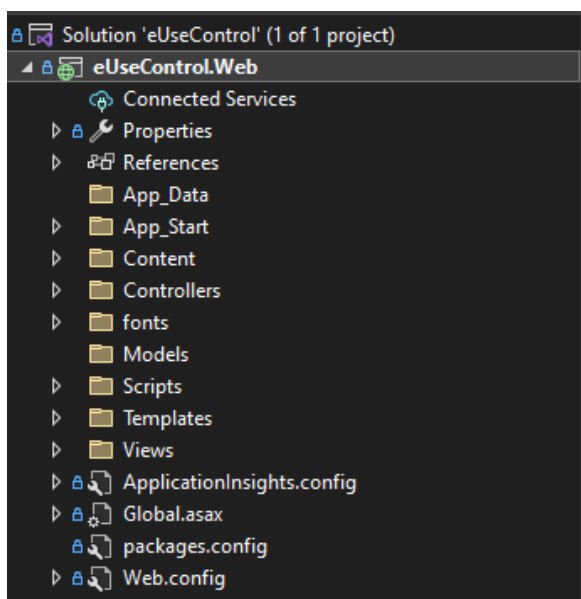 Solution 'eUseControl' (1 of 1 project)
eUseControl.Web
Connected Services
Properties
References
App_Data
App_Start
Content
Controllers
fonts
Models
Scripts
Templates
Views
ApplicationInsights.config
Global.asax
packages.config
Web.config